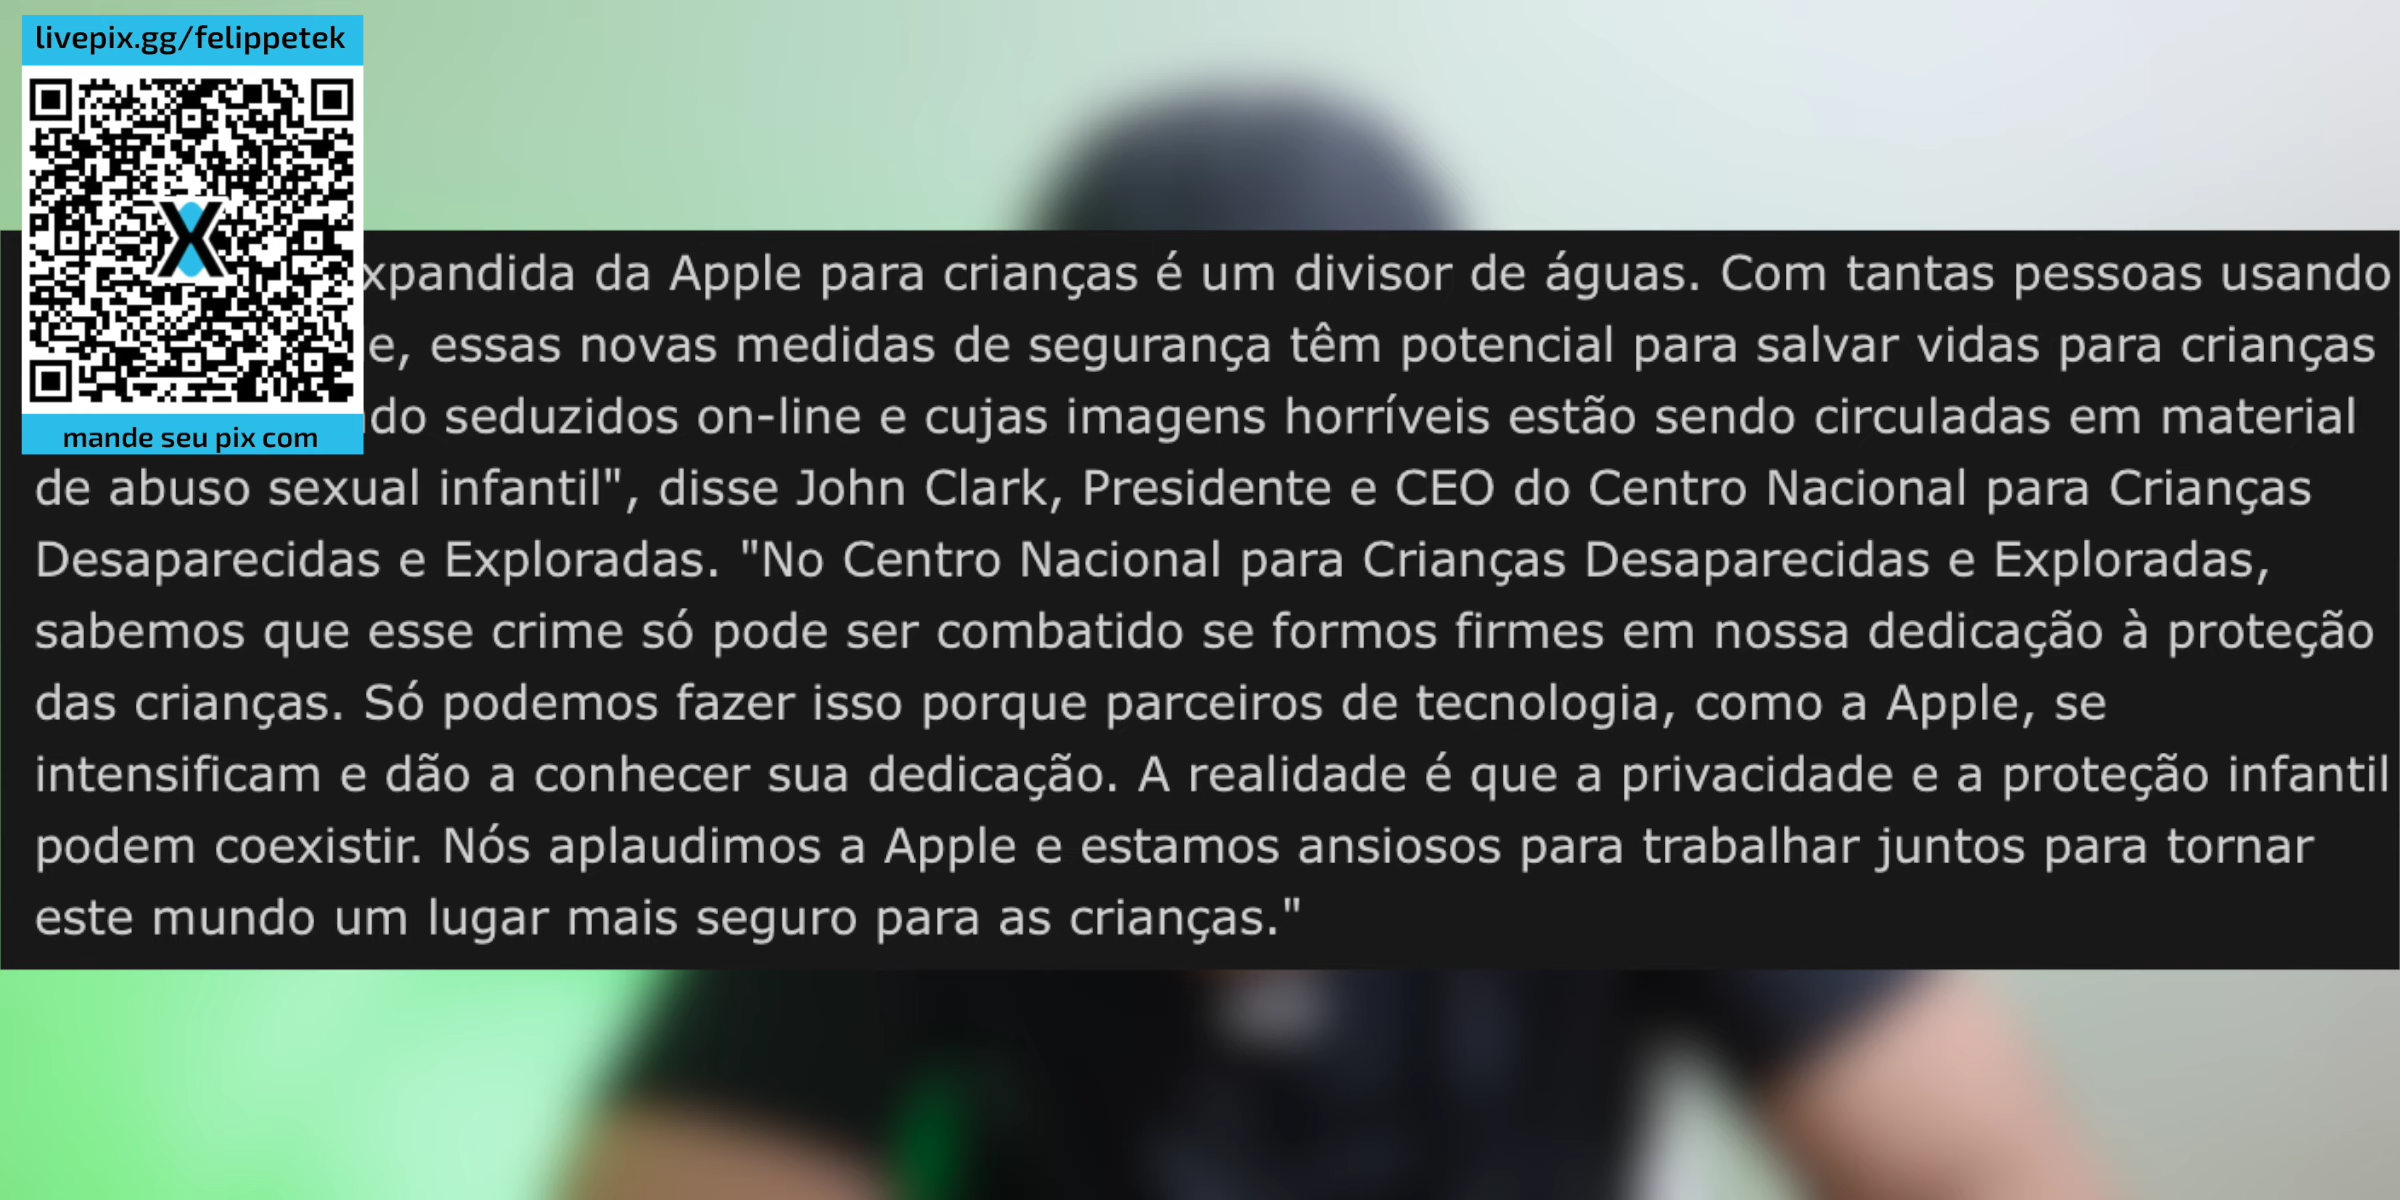 livepix.gg/felippetek
mande seu pix com
xpandida da Apple para crianças é um divisor de águas. Com tantas pessoas usando
e, essas novas medidas de segurança têm potencial para salvar vidas para crianças
do seduzidos on-line e cujas imagens horríveis estão sendo circuladas em material
de abuso sexual infantil", disse John Clark, Presidente e CEO do Centro Nacional para Crianças
Desaparecidas e Exploradas. "No Centro Nacional para Crianças Desaparecidas e Exploradas,
sabemos que esse crime só pode ser combatido se formos firmes em nossa dedicação à proteção
das crianças. Só podemos fazer isso porque parceiros de tecnologia, como a Apple, se
intensificam e dão a conhecer sua dedicação. A realidade é que a privacidade e a proteção infantil
podem coexistir. Nós aplaudimos a Apple e estamos ansiosos para trabalhar juntos para tornar
este mundo um lugar mais seguro para as crianças."